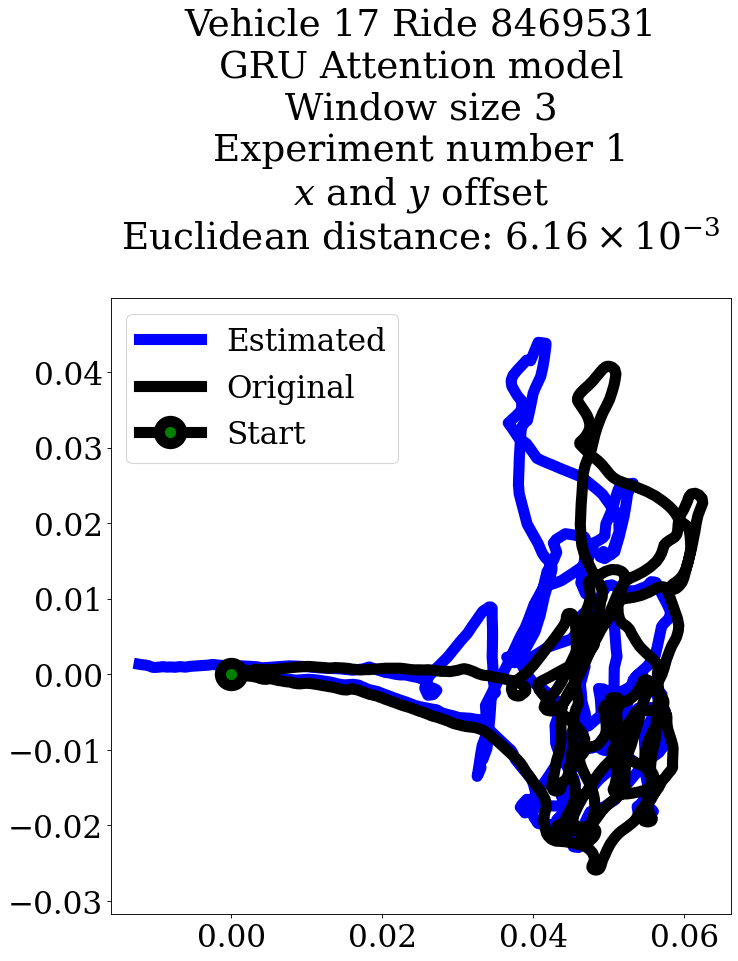 Vehicle 17 Ride 8469531
GRU Attention model
Window size 3
Experiment number 1
x and y offset
Euclidean distance: 6.16 × 10⁻³
Estimated
Original
Start
0.04
0.03
0.02
0.01
0.00
−0.01
−0.02
−0.03
0.00 0.02 0.04 0.06